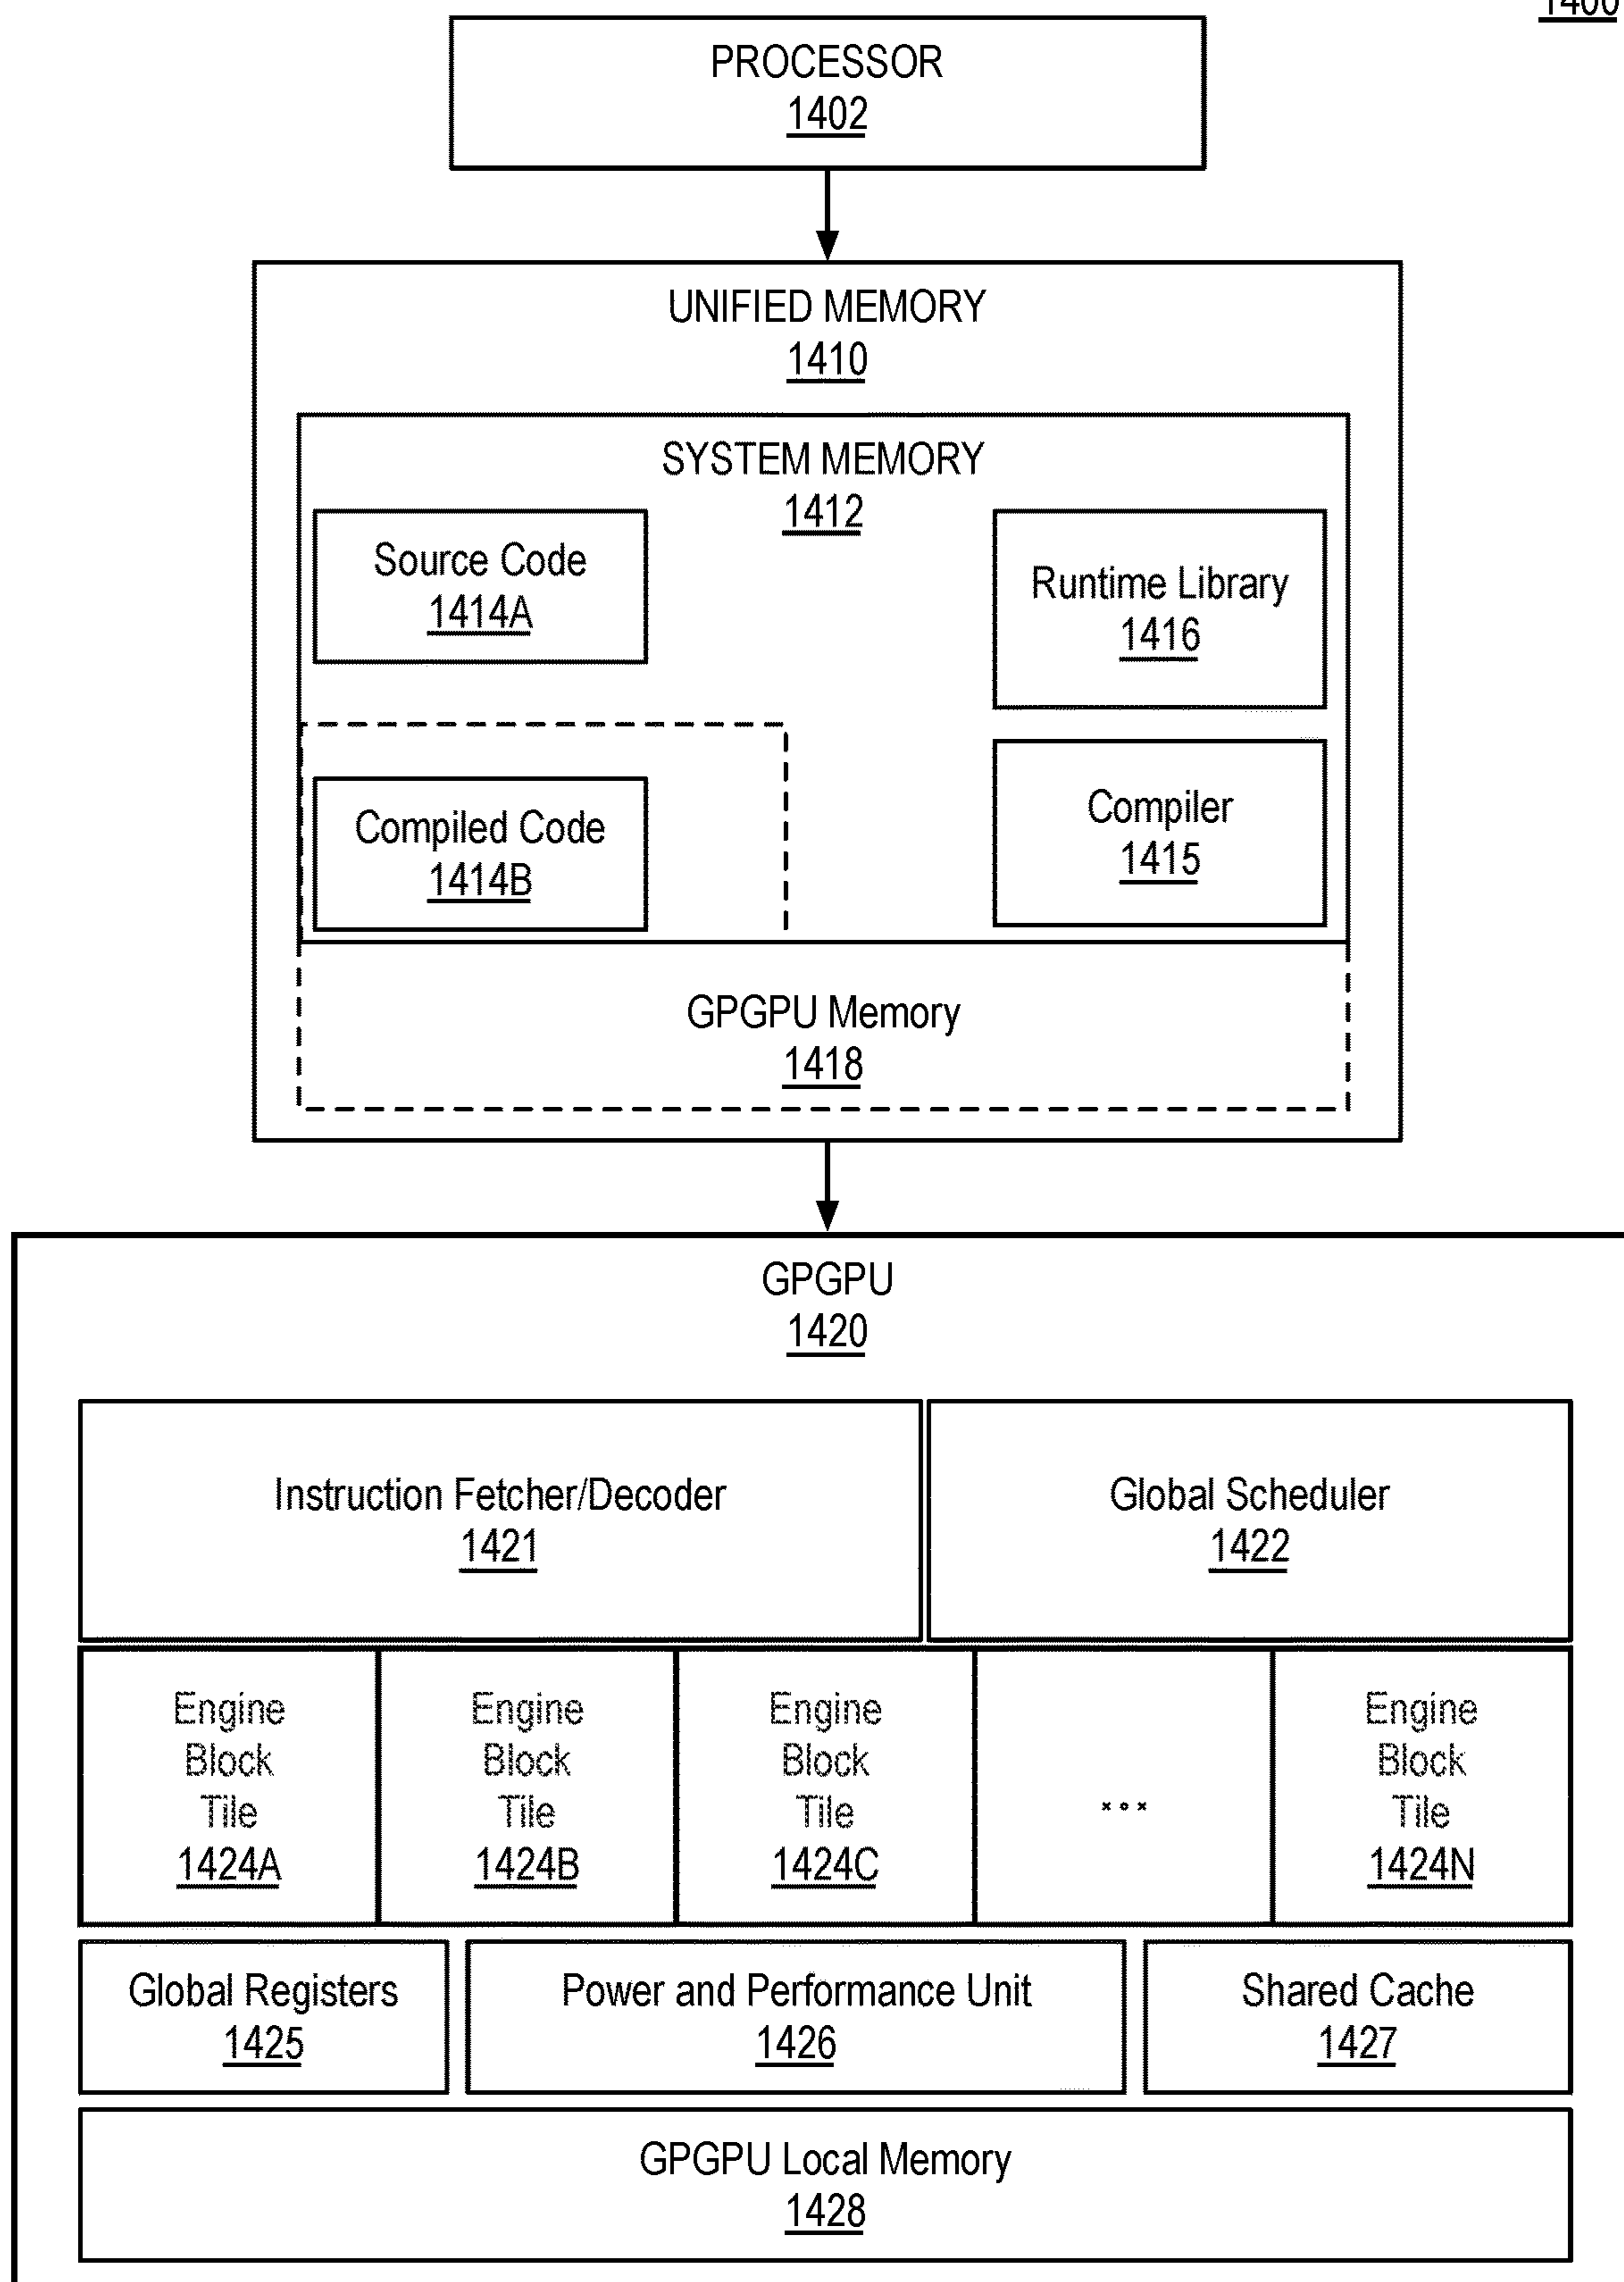 1400
PROCESSOR
1402
UNIFIED MEMORY
1410
SYSTEM MEMORY
1412
Source Code
1414A
Runtime Library
1416
Compiled Code
1414B
Compiler
1415
GPGPU Memory
1418
GPGPU
1420
Instruction Fetcher/Decoder
1421
Global Scheduler
1422
Engine
Block
Tile
1424A
Engine
Block
Tile
1424B
Engine
Block
Tile
1424C
...
Engine
Block
Tile
1424N
Global Registers
1425
Power and Performance Unit
1426
Shared Cache
1427
GPGPU Local Memory
1428